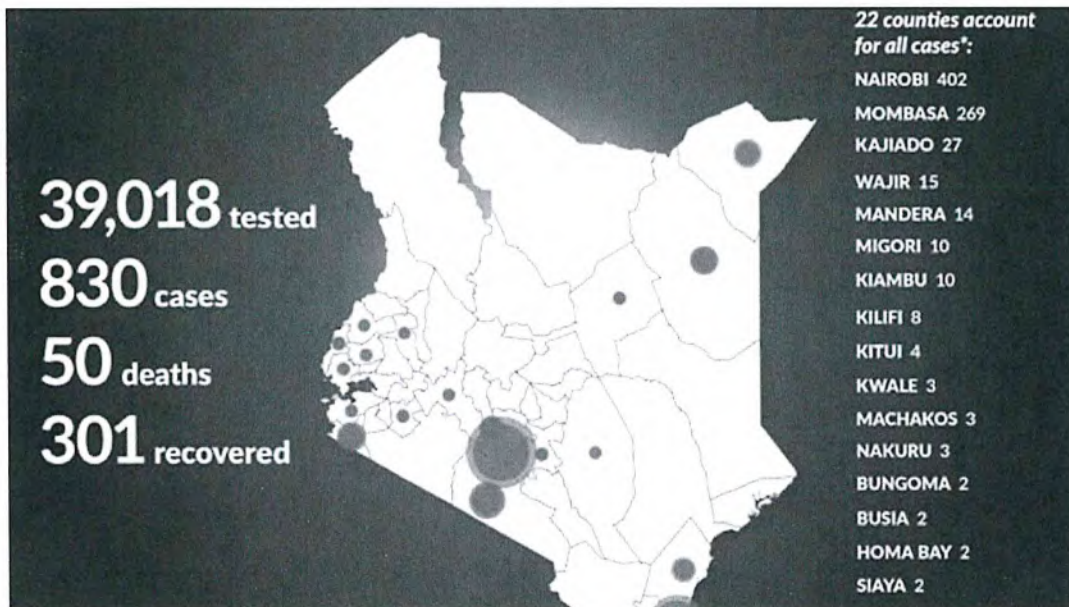 39,018 tested
830 cases
50 deaths
301 recovered
22 counties account
for all cases*:
NAIROBI 402
MOMBASA 269
KAJIADO 27
WAJIR 15
MANDERA 14
MIGORI 10
KIAMBU 10
KILIFI 8
KITUI 4
KWALE 3
MACHAKOS 3
NAKURU 3
BUNGOMA 2
BUSIA 2
HOMA BAY 2
SIAYA 2